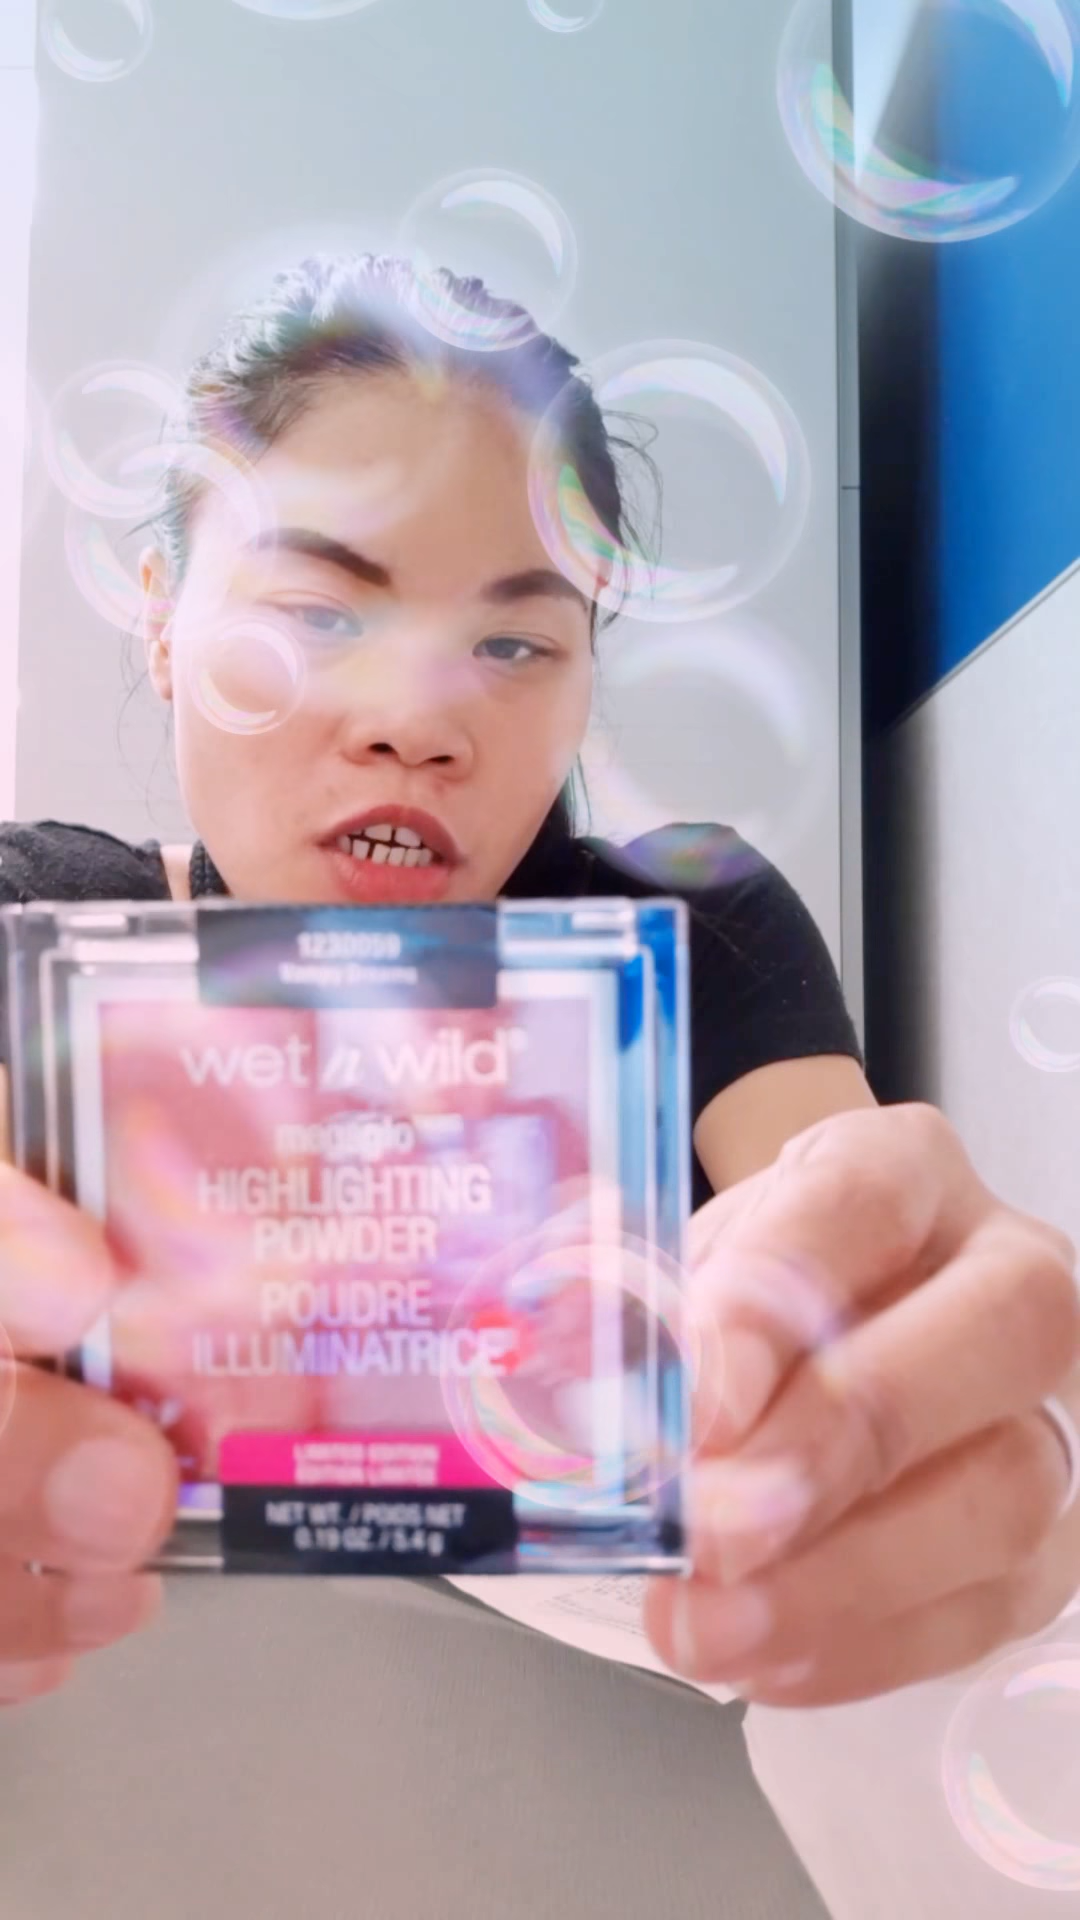 1230059
wet n wild®
megaglo™
HIGHLIGHTING
POWDER
POUDRE
ILLUMINATRICE
LIMITED EDITION
ÉDITION LIMITÉE
NET WT. / POIDS NET
0.19 OZ. / 5.4 g